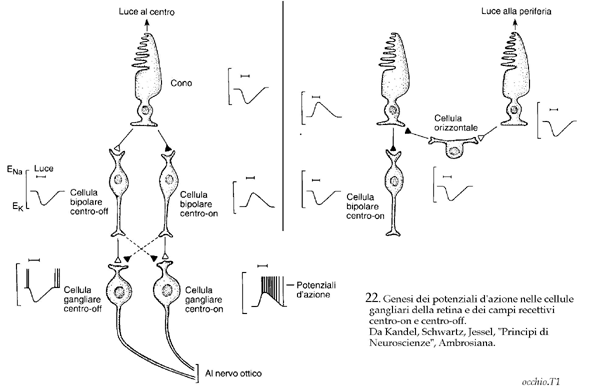 Luce al centro
Luce alla periferia
Cono
Cellula
orizzontale
E_Na
Luce
E_K
Cellula
bipolare
centro-off
Cellula
bipolare
centro-on
Cellula
bipolare
centro-on
Cellula
gangliare
centro-off
Cellula
gangliare
centro-on
Potenziali
d'azione
Al nervo ottico
22. Genesi dei potenziali d'azione nelle cellule
gangliari della retina e dei campi recettivi
centro-on e centro-off.
Da Kandel, Schwartz, Jessel, "Principi di
Neuroscienze", Ambrosiana.
occhio.T1